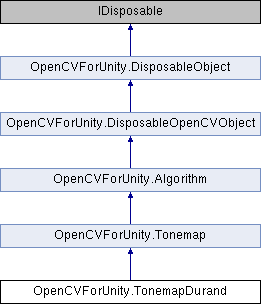 IDisposable
OpenCVForUnity.DisposableObject
OpenCVForUnity.DisposableOpenCVObject
OpenCVForUnity.Algorithm
OpenCVForUnity.Tonemap
OpenCVForUnity.TonemapDurand